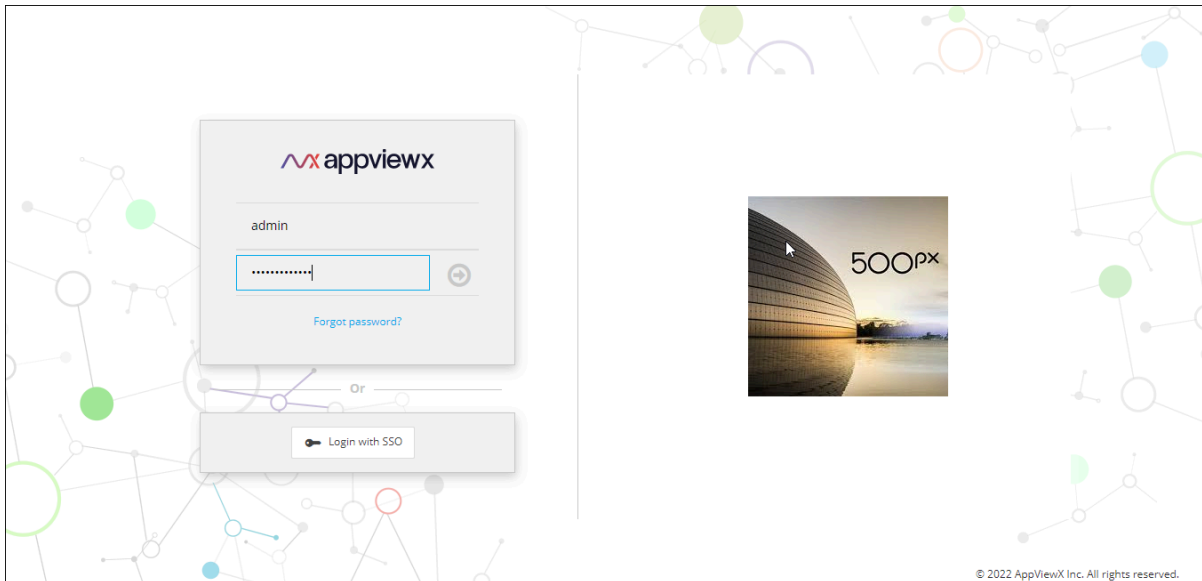 appviewx
admin
•••••••••••••
Forgot password?
Or
Login with SSO
500px
© 2022 AppViewX Inc. All rights reserved.